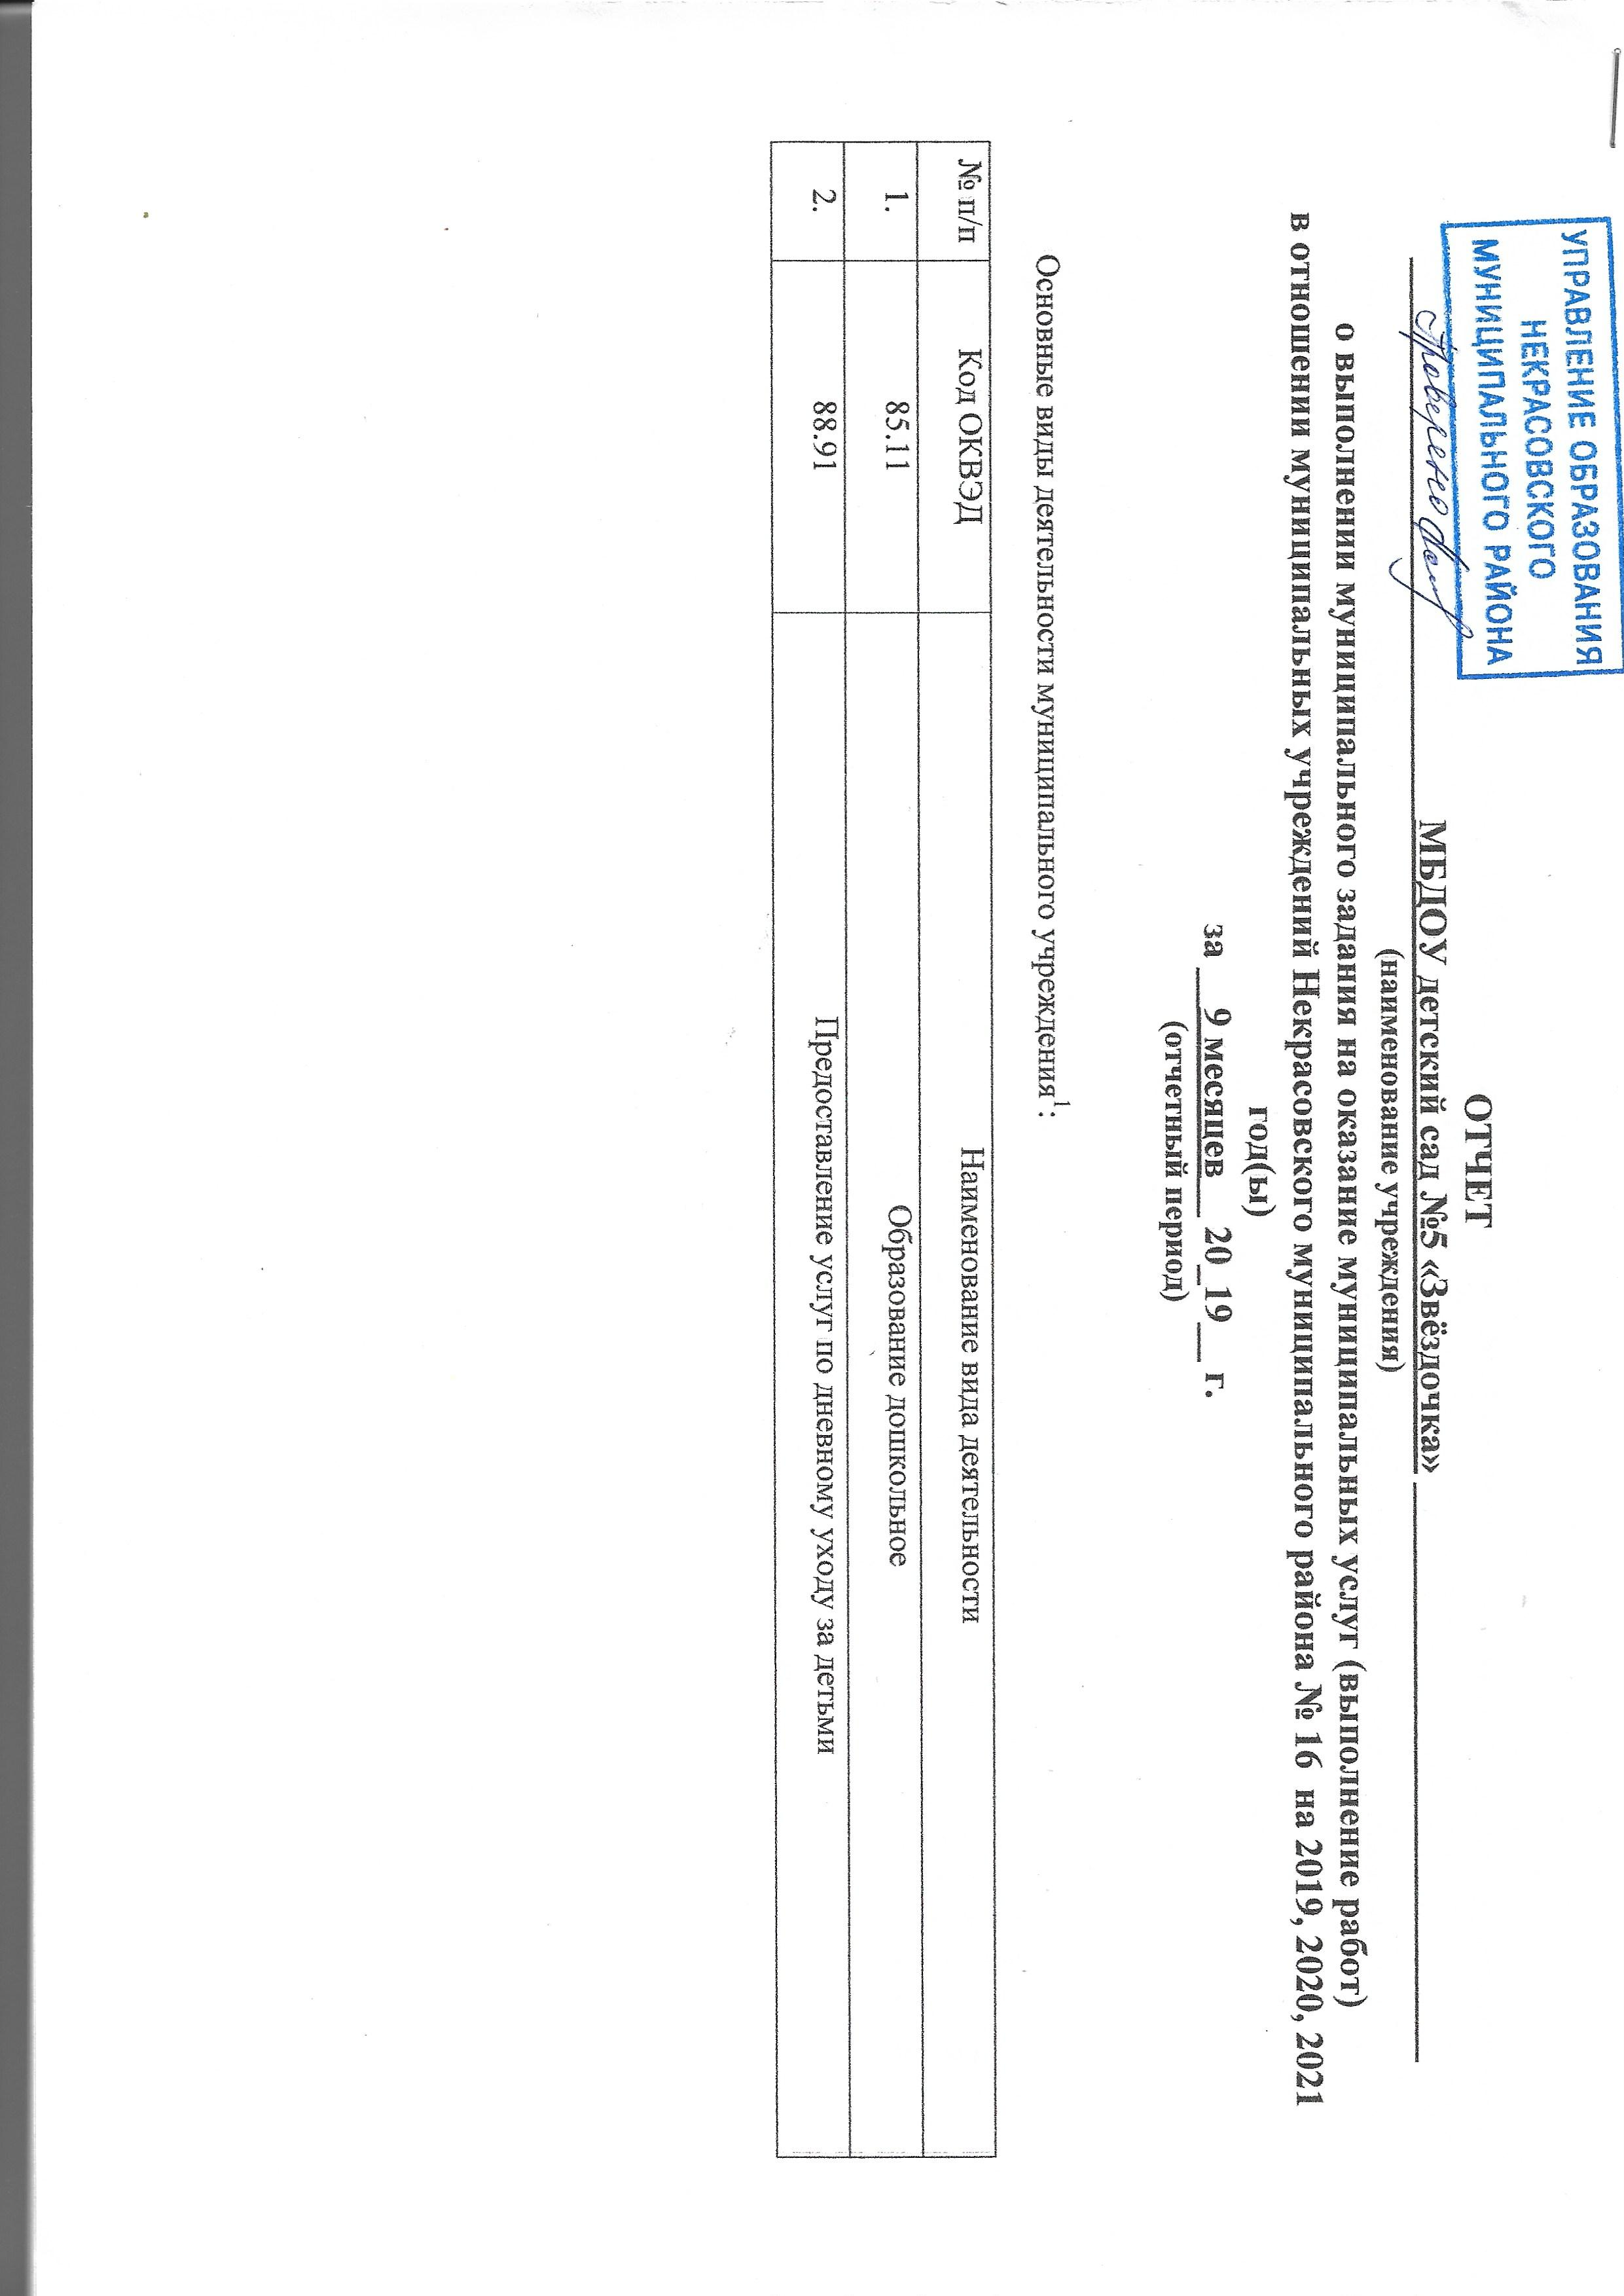 УПРАВЛЕНИЕ ОБРАЗОВАНИЯ
НЕКРАСОВСКОГО
МУНИЦИПАЛЬНОГО РАЙОНА
Проверено
ОТЧЕТ
МБДОУ детский сад №5 «Звёздочка»
(наименование учреждения)
о выполнении муниципального задания на оказание муниципальных услуг (выполнение работ)
в отношении муниципальных учреждений Некрасовского муниципального района № 16 на 2019, 2020, 2021
год(ы)
за 9 месяцев 20_19__ г.
(отчетный период)
Основные виды деятельности муниципального учреждения¹:
№ п/п Код ОКВЭД Наименование вида деятельности
1. 85.11 Образование дошкольное
2. 88.91 Предоставление услуг по дневному уходу за детьми